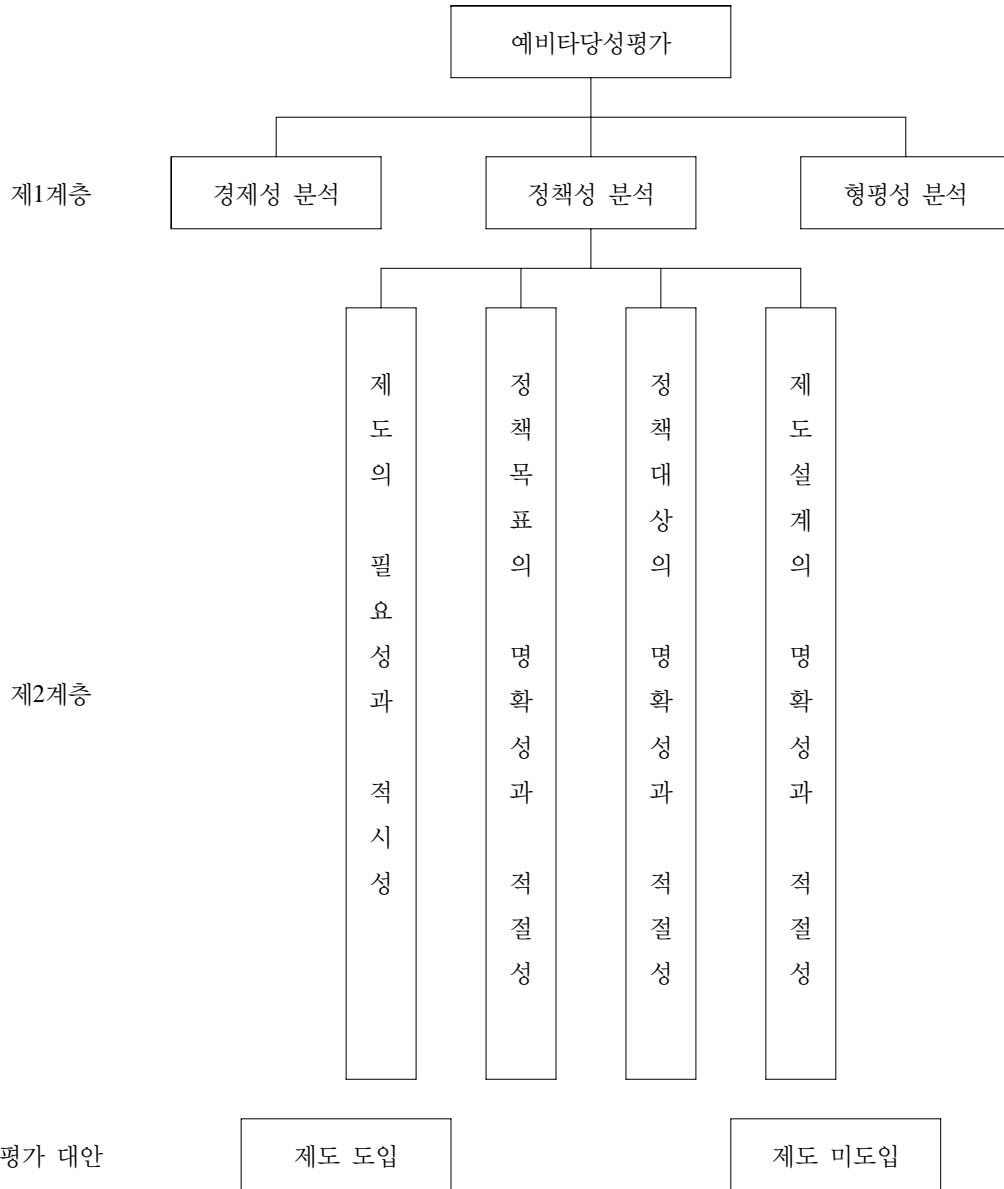 예비타당성평가
제1계층
경제성 분석
정책성 분석
형평성 분석
제2계층
제도의 필요성과 적시성
정책목표의 명확성과 적절성
정책대상의 명확성과 적절성
제도설계의 명확성과 적절성
평가 대안
제도 도입
제도 미도입